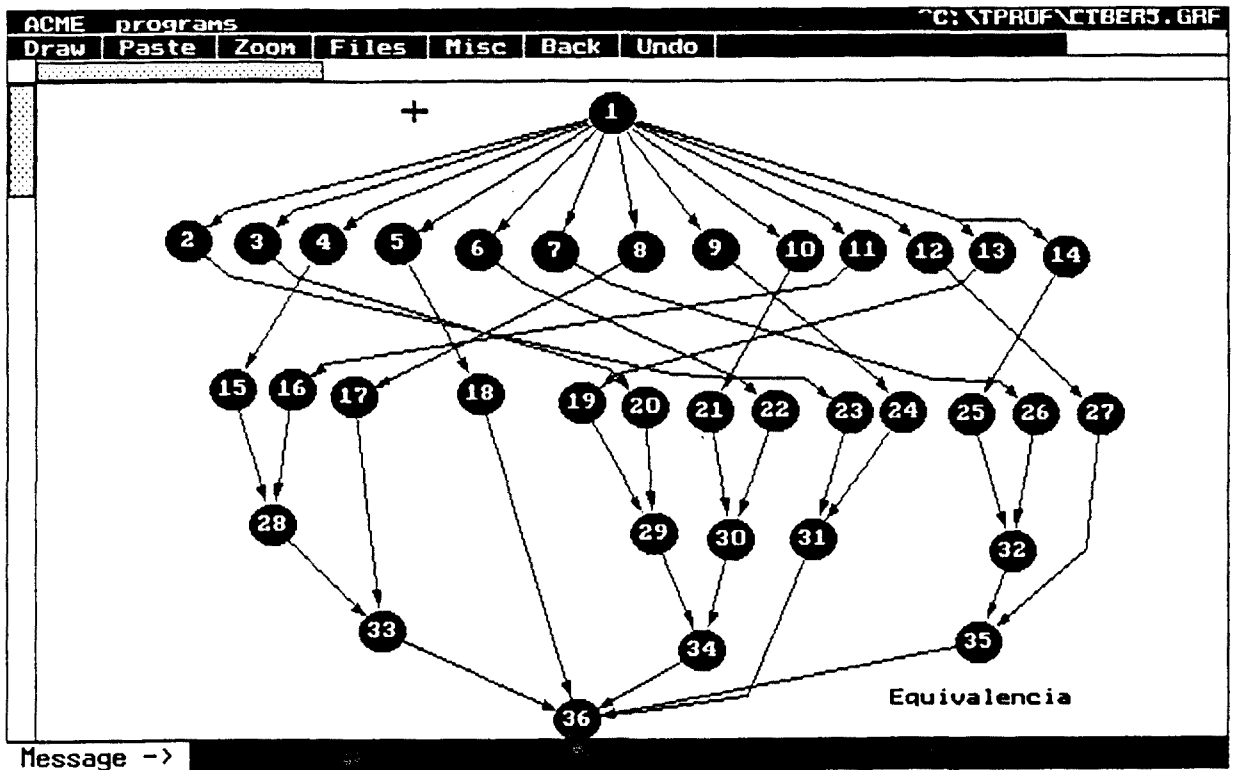 ACME programs ^C:\TPROF\CTBER5.GRF
Draw Paste Zoom Files Misc Back Undo
1
2 3 4 5 6 7 8 9 10 11 12 13 14
15 16 17 18 19 20 21 22 23 24 25 26 27
28 29 30 31 32
33 34 35
Equivalencia
36
Message ->